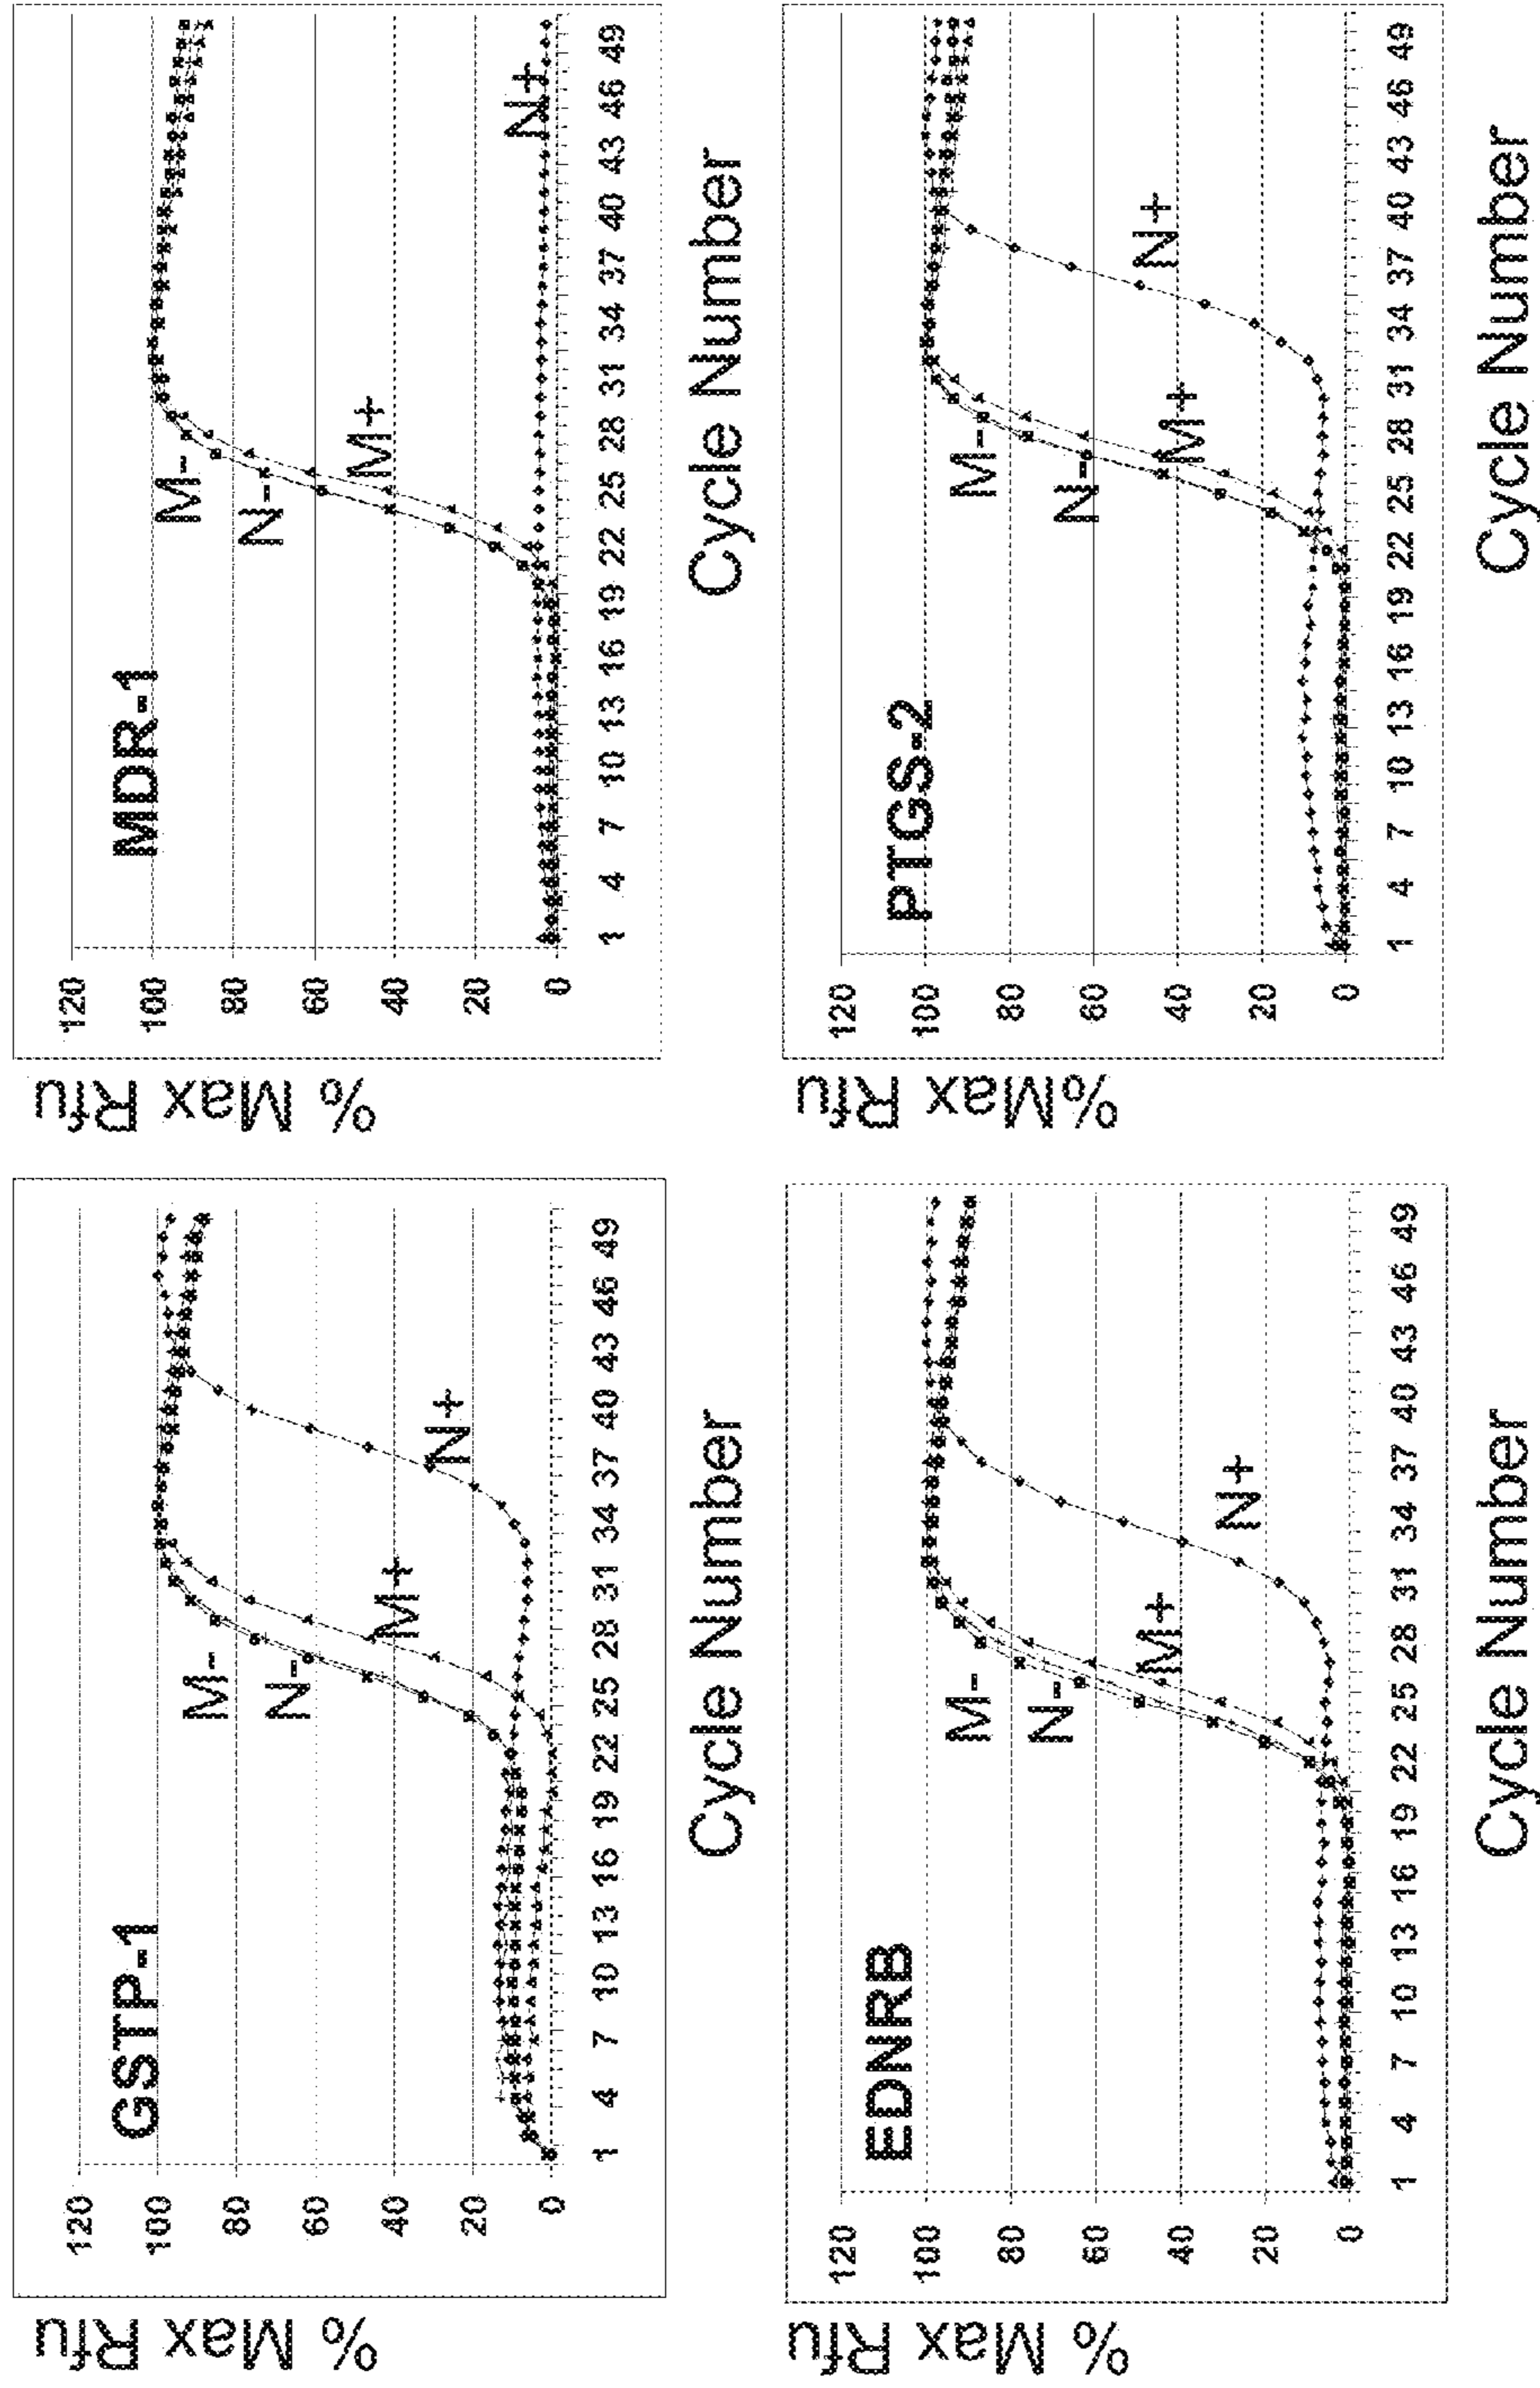 GSTP-1
% Max Rfu
120
100
80
60
40
20
0
M-
N-
M+
N+
1 4 7 10 13 16 19 22 25 28 31 34 37 40 43 46 49
Cycle Number
MDR-1
% Max Rfu
120
100
80
60
40
20
0
M-
N-
M+
N+
1 4 7 10 13 16 19 22 25 28 31 34 37 40 43 46 49
Cycle Number
EDNRB
% Max Rfu
120
100
80
60
40
20
0
M-
N-
M+
N+
1 4 7 10 13 16 19 22 25 28 31 34 37 40 43 46 49
Cycle Number
PTGS-2
%Max Rfu
120
100
80
60
40
20
0
M-
N-
M+
N+
1 4 7 10 13 16 19 22 25 28 31 34 37 40 43 46 49
Cycle Number